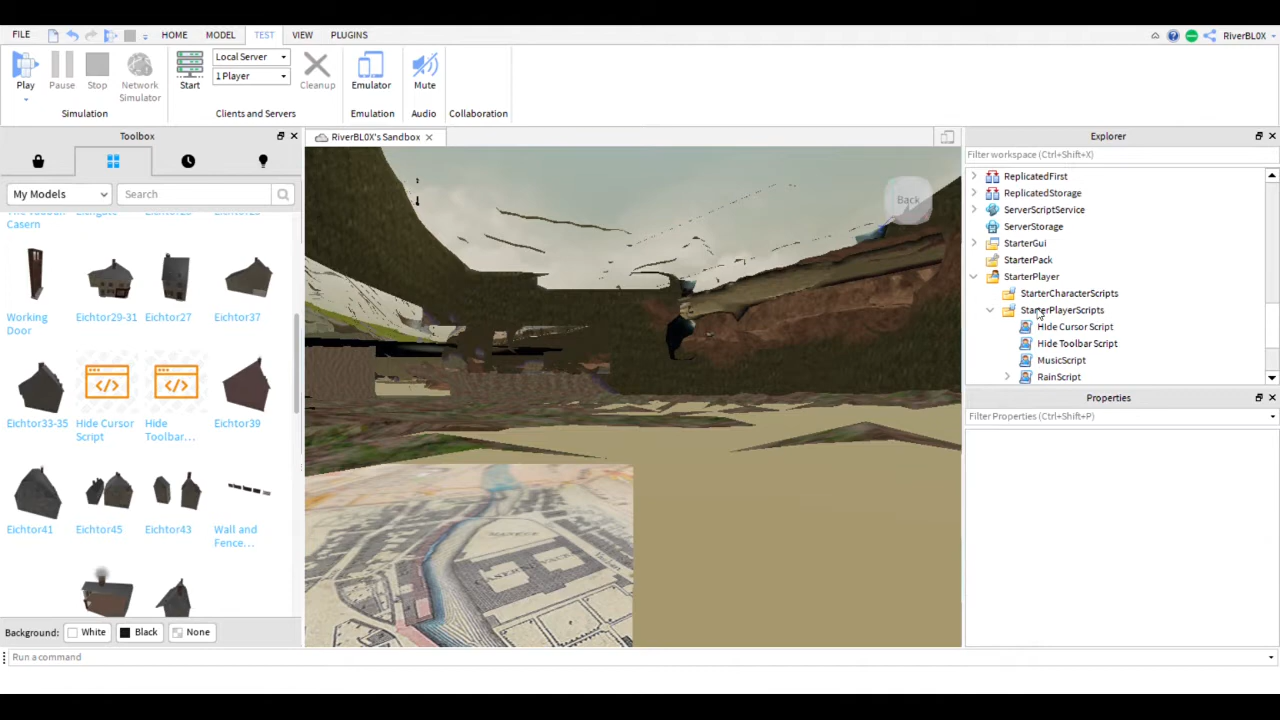 FILE HOME MODEL TEST VIEW PLUGINS RiverBL0X
Play Pause Stop Network Simulator
Simulation
Start Local Server
1 Player
Cleanup
Clients and Servers
Emulator
Emulation
Mute
Audio
Collaboration
Toolbox
My Models Search
Casern
Working Door
Eichtor29-31
Eichtor27
Eichtor37
Eichtor33-35
Hide Cursor Script
Hide Toolbar...
Eichtor39
Eichtor41
Eichtor45
Eichtor43
Wall and Fence...
Background: White Black None
Run a command
RiverBL0X's Sandbox
Back
Explorer
Filter workspace (Ctrl+Shift+X)
ReplicatedFirst
ReplicatedStorage
ServerScriptService
ServerStorage
StarterGui
StarterPack
StarterPlayer
StarterCharacterScripts
StarterPlayerScripts
Hide Cursor Script
Hide Toolbar Script
MusicScript
RainScript
Properties
Filter Properties (Ctrl+Shift+P)